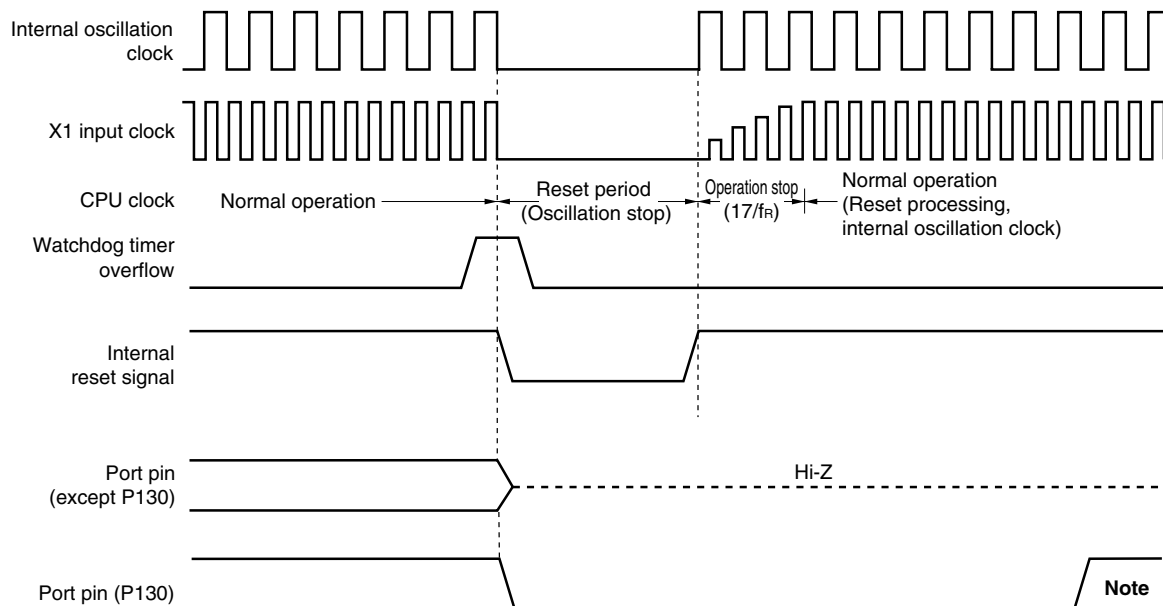 Internal oscillation
clock
X1 input clock
CPU clock
Normal operation
Reset period
(Oscillation stop)
Operation stop
(17/fR)
Normal operation
(Reset processing,
internal oscillation clock)
Watchdog timer
overflow
Internal
reset signal
Port pin
(except P130)
Hi-Z
Port pin (P130)
Note